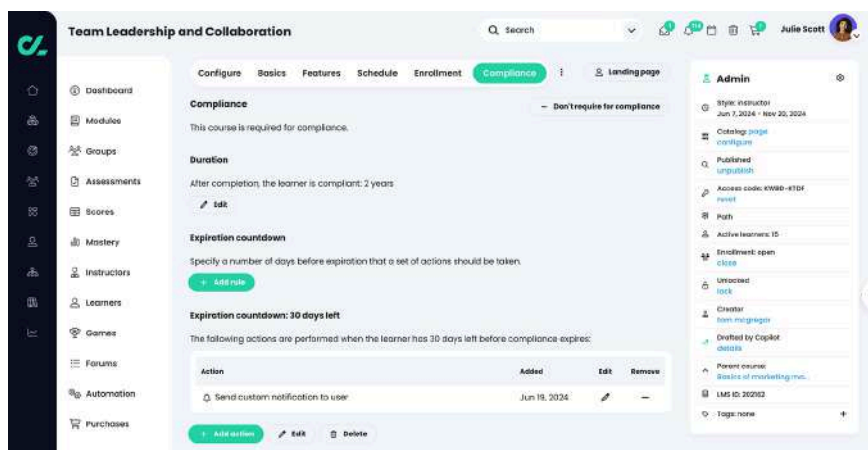 Team Leadership and Collaboration
Search
Julie Scott
Dashboard
Modules
Groups
Assessments
Scores
Mastery
Instructors
Learners
Games
Forums
Automation
Purchases
Configure Basics Features Schedule Enrollment Compliance
Landing page
Compliance
Don't require for compliance
This course is required for compliance.
Duration
After completion, the learner is compliant: 2 years
Edit
Expiration countdown
Specify a number of days before expiration that a set of actions should be taken.
+ Add rule
Expiration countdown: 30 days left
The following actions are performed when the learner has 30 days left before compliance expires:
Action Added Edit Remove
Send custom notification to user Jun 19, 2024
+ Add action Edit Delete
Admin
Style: instructor
Jun 7, 2024 - Nov 20, 2024
Catalog: page
configure
Published
unpublish
Access code: KWBD-KTDF
reset
Path
Active learners: 15
Enrollment: open
close
Unlocked
lock
Creator
tom mcgregor
Drafted by Copilot
details
Parent course:
Basics of marketing
LMS ID: 202162
Tags: none +